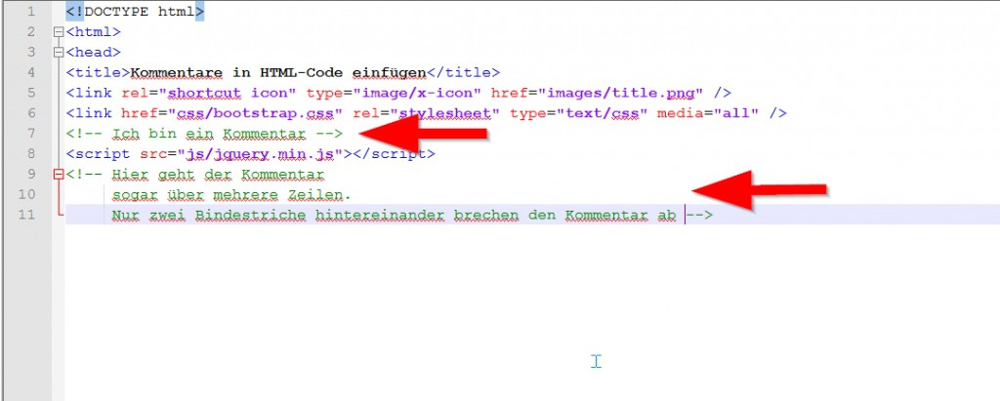 1 <!DOCTYPE html>
2 <html>
3 <head>
4 <title>Kommentare in HTML-Code einfügen</title>
5 <link rel="shortcut icon" type="image/x-icon" href="images/title.png" />
6 <link href="css/bootstrap.css" rel="stylesheet" type="text/css" media="all" />
7 <!-- Ich bin ein Kommentar -->
8 <script src="js/jquery.min.js"></script>
9 <!-- Hier geht der Kommentar
10 sogar über mehrere Zeilen.
11 Nur zwei Bindestriche hintereinander brechen den Kommentar ab -->